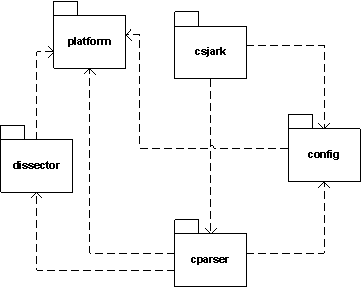 platform
csjark
dissector
config
cparser